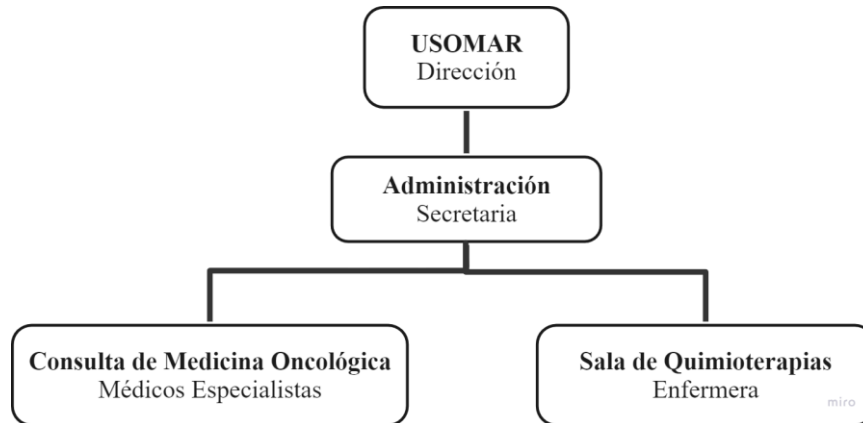 USOMAR
Dirección
Administración
Secretaria
Consulta de Medicina Oncológica
Médicos Especialistas
Sala de Quimioterapias
Enfermera
miro